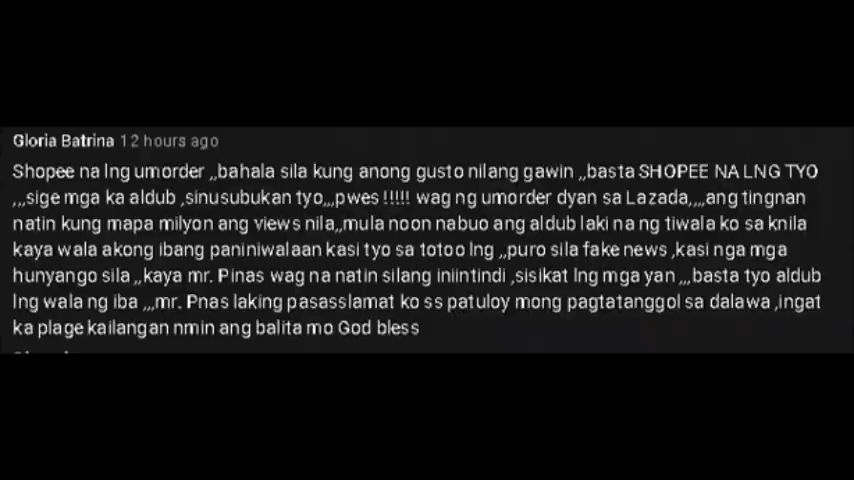 Gloria Batrina 12 hours ago
Shopee na lng umorder ,,bahala sila kung anong gusto nilang gawin ,,basta SHOPEE NA LNG TYO
,,,sige mga ka aldub ,sinusubukan tyo,,,pwes !!!!! wag ng umorder dyan sa Lazada,,,,ang tingnan
natin kung mapa milyon ang views nila,,mula noon nabuo ang aldub laki na ng tiwala ko sa knila
kaya wala akong ibang paniniwalaan kasi tyo sa totoo lng ,,puro sila fake news ,kasi nga mga
hunyango sila ,,kaya mr. Pinas wag na natin silang iniintindi ,sisikat lng mga yan ,,,basta tyo aldub
lng wala ng iba ,,,mr. Pnas laking pasasslamat ko ss patuloy mong pagtatanggol sa dalawa ,ingat
ka plage kailangan nmin ang balita mo God bless